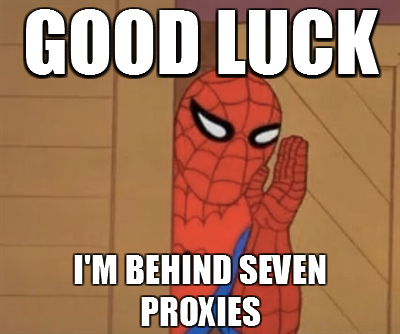 GOOD LUCK
I'M BEHIND SEVEN
PROXIES